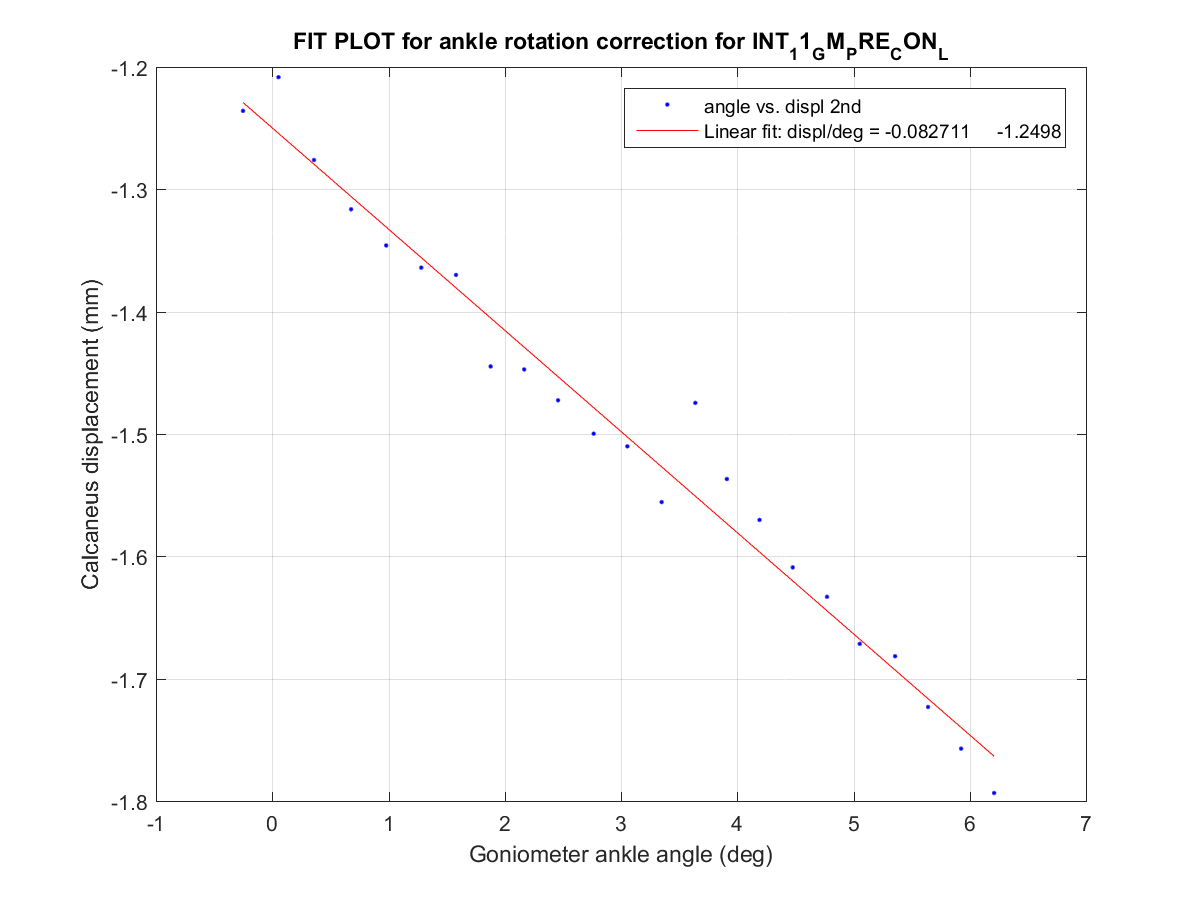 FIT PLOT for ankle rotation correction for INT₁1GMPRECONL
-1.2
angle vs. displ 2nd
Linear fit: displ/deg = -0.082711 -1.2498
-1.3
-1.4
-1.5
-1.6
-1.7
-1.8
Calcaneus displacement (mm)
-1 0 1 2 3 4 5 6 7
Goniometer ankle angle (deg)